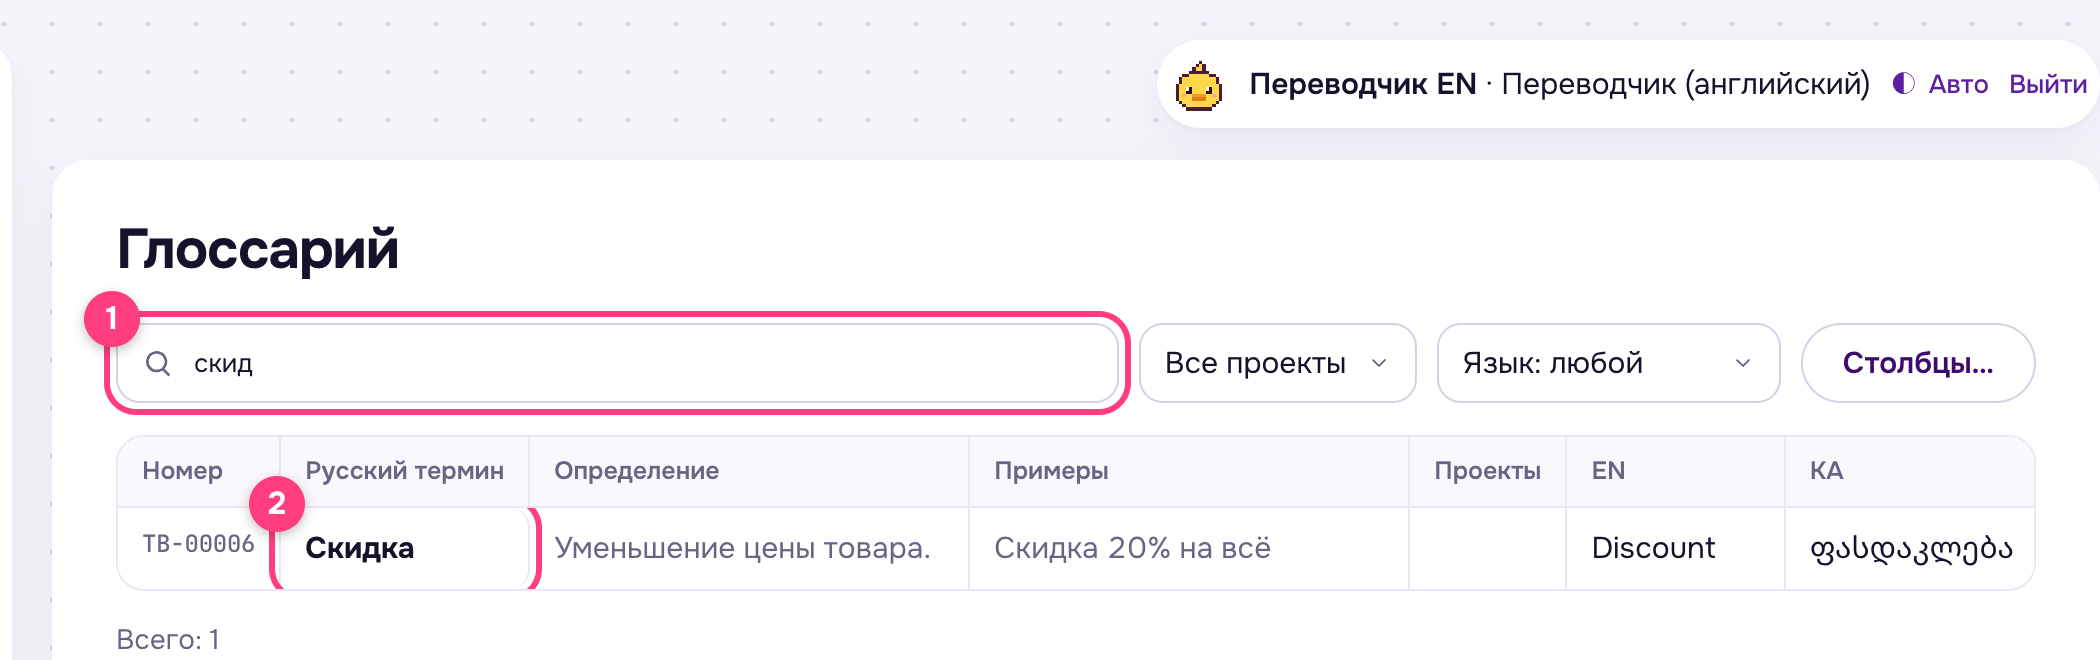 Переводчик EN · Переводчик (английский) Авто Выйти
Глоссарий
1
скид Все проекты Язык: любой Столбцы...
Номер Русский термин Определение Примеры Проекты EN KA
2
TB-00006 Скидка Уменьшение цены товара. Скидка 20% на всё Discount ფასდაკლება
Всего: 1